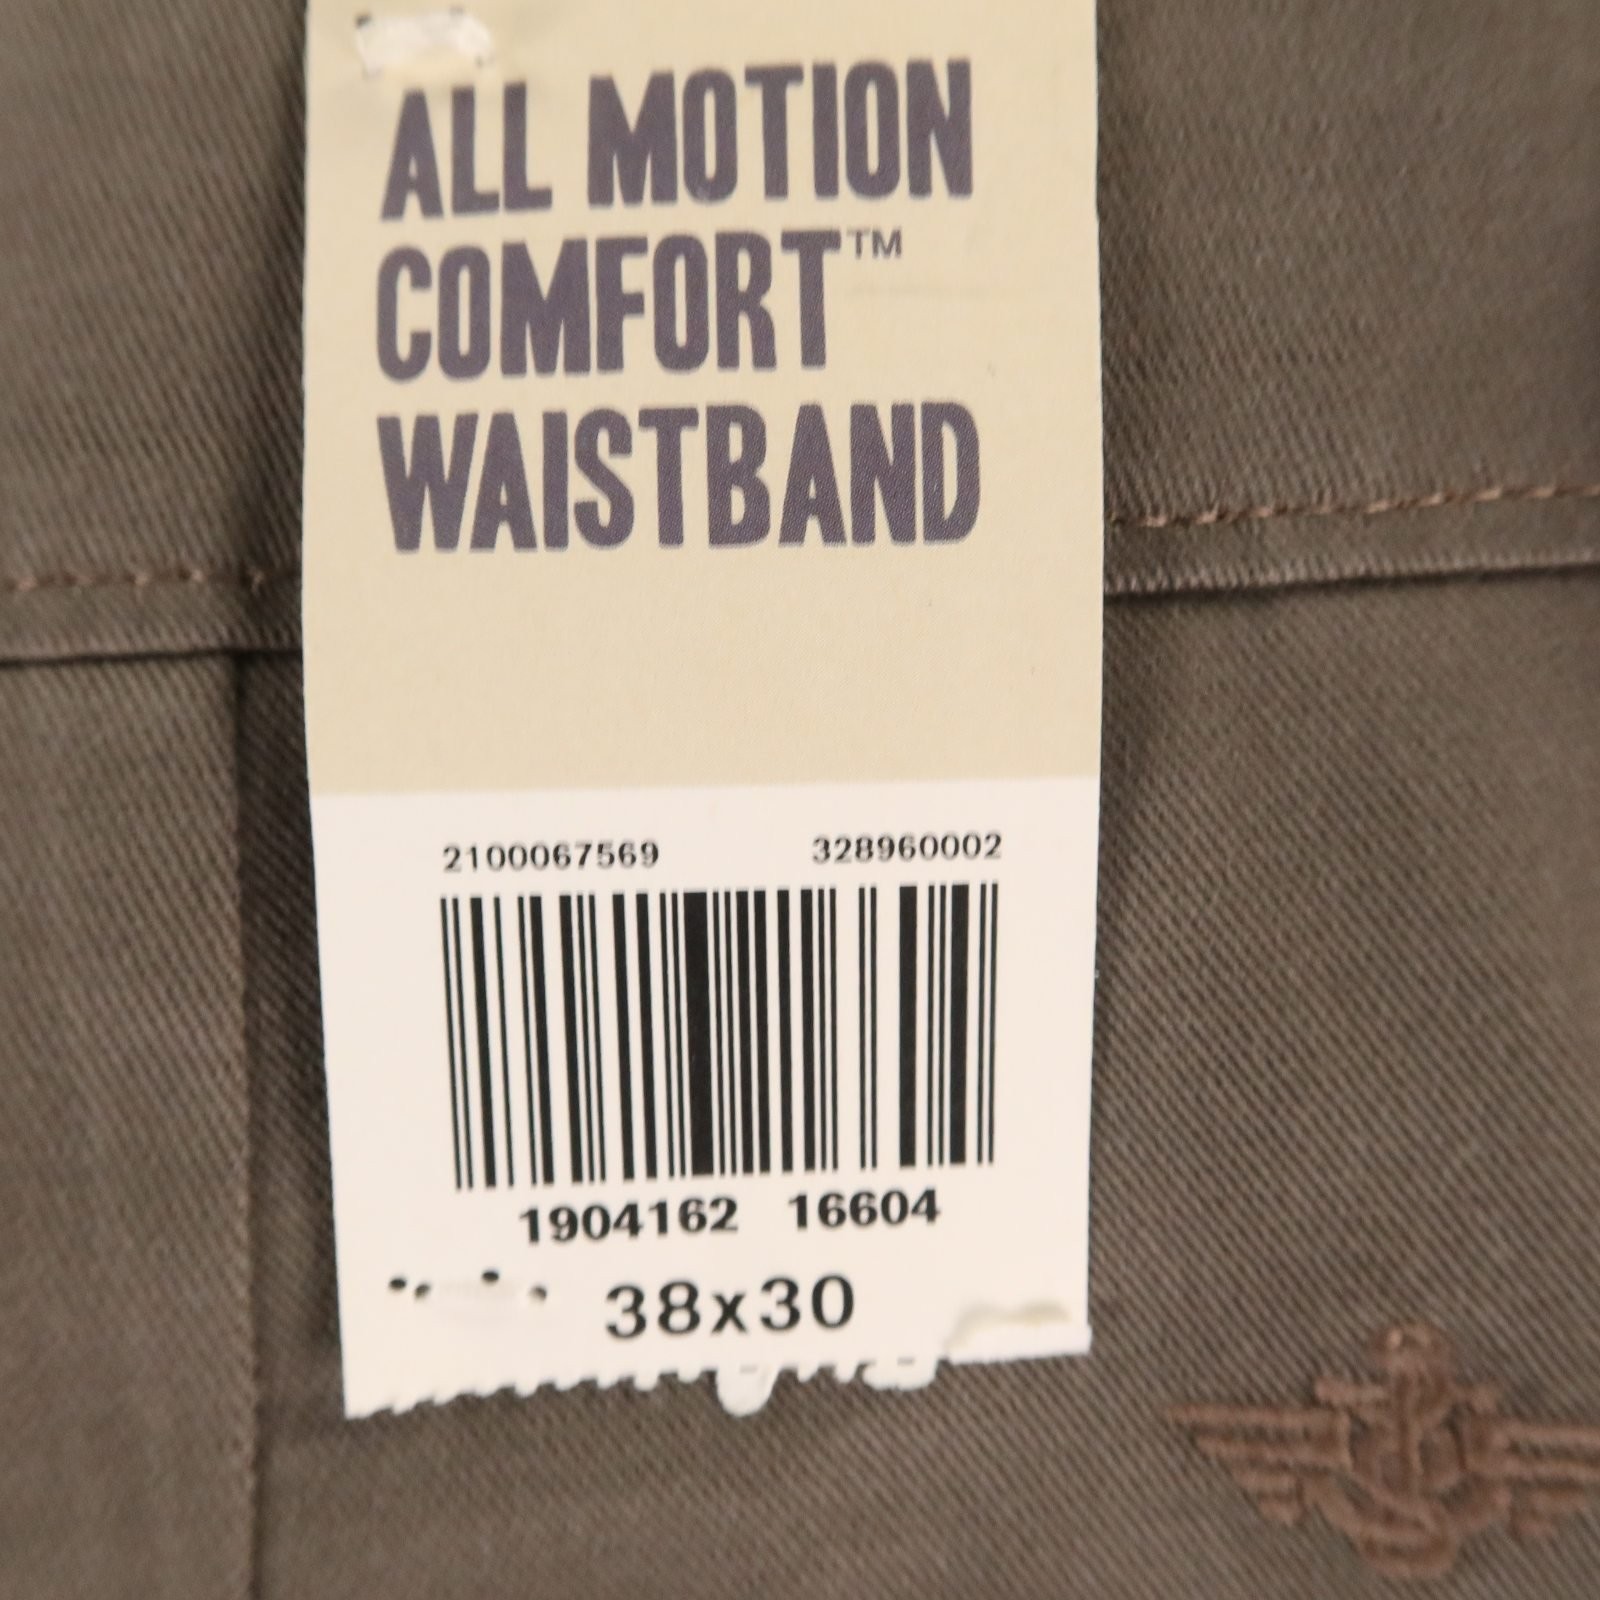 ALL MOTION
COMFORT™
WAISTBAND
2100067569 328960002
1904162 16604
38x30